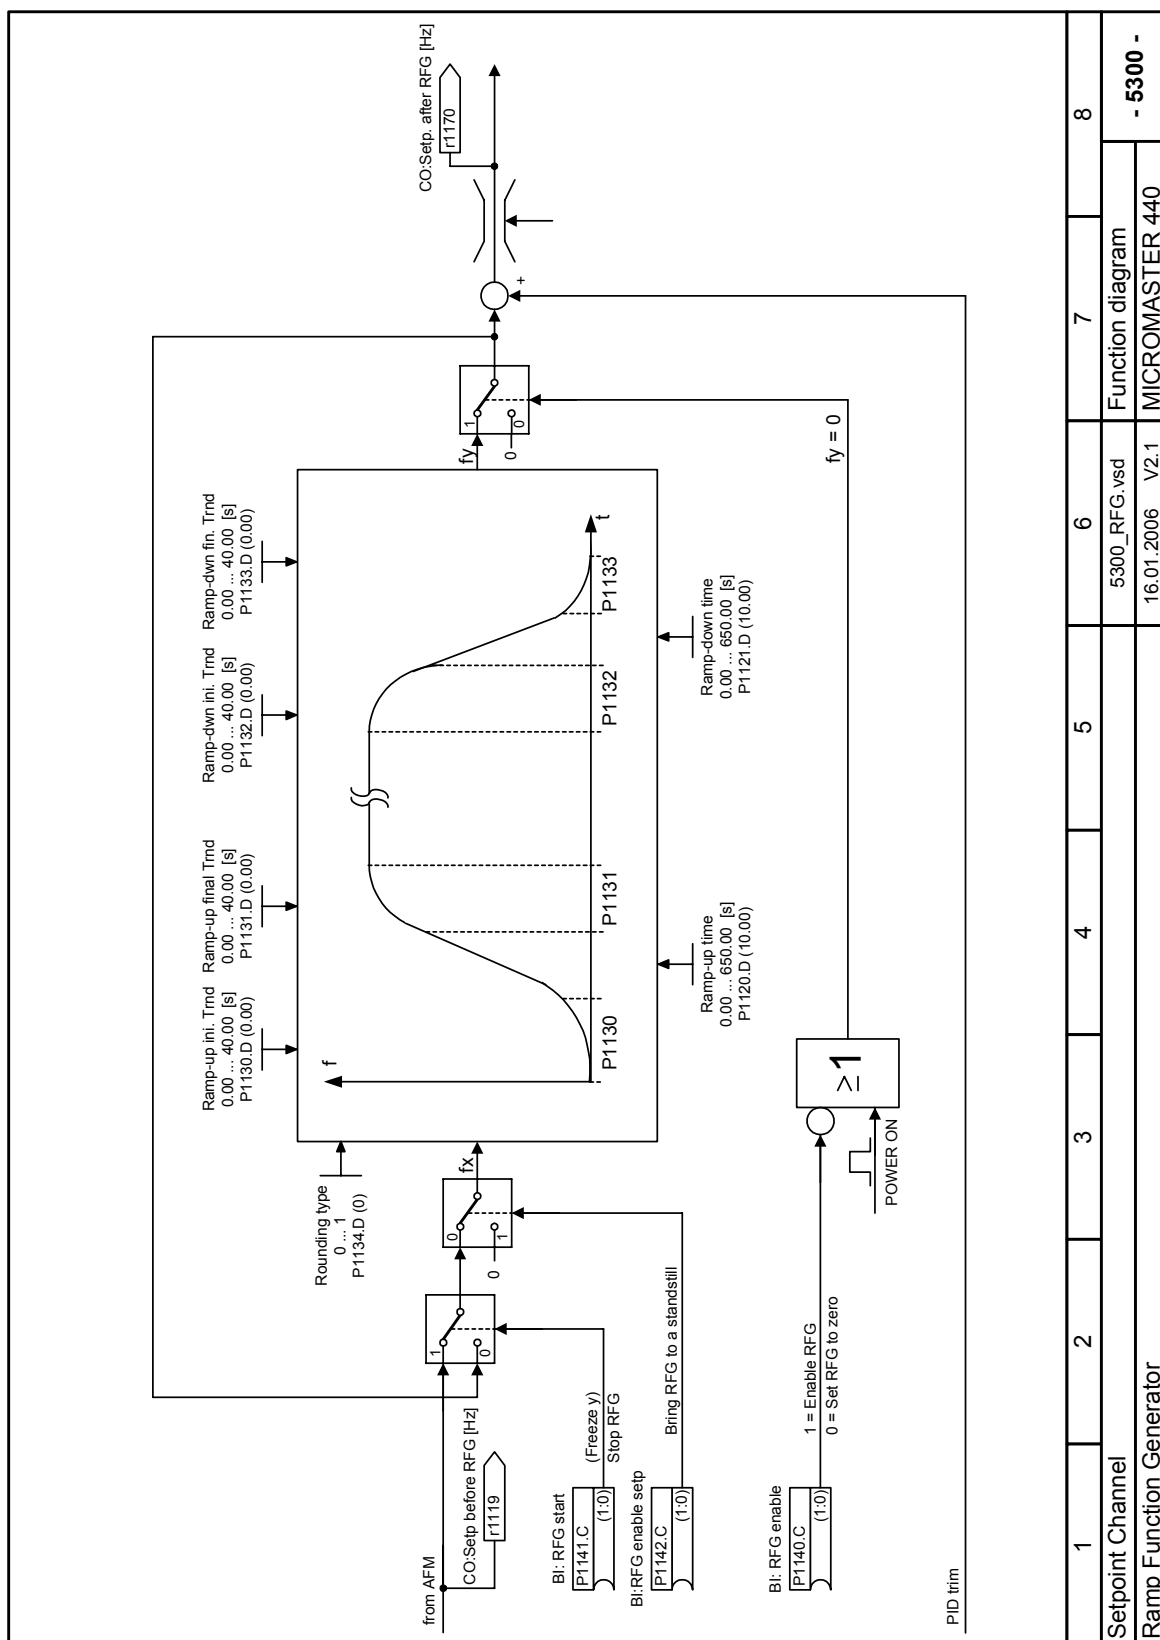 from AFM
CO:Setp before RFG [Hz]
r1119
BI: RFG start
P1141.C
(1:0)
(Freeze y)
Stop RFG
BI:RFG enable setp
P1142.C
(1:0)
Bring RFG to a standstill
BI: RFG enable
P1140.C
(1:0)
1 = Enable RFG
0 = Set RFG to zero
PID trim
1
0
0
1
0
fx
Rounding type
0 ... 1
P1134.D (0)
Ramp-up ini. Trnd
0.00 ... 40.00 [s]
P1130.D (0.00)
Ramp-up final Trnd
0.00 ... 40.00 [s]
P1131.D (0.00)
Ramp-dwn ini. Trnd
0.00 ... 40.00 [s]
P1132.D (0.00)
Ramp-dwn fin. Trnd
0.00 ... 40.00 [s]
P1133.D (0.00)
f
P1130
P1131
P1132
P1133
t
Ramp-up time
0.00 ... 650.00 [s]
P1120.D (10.00)
Ramp-down time
0.00 ... 650.00 [s]
P1121.D (10.00)
POWER ON
≥1
fy = 0
fy
1
0
0
+
CO:Setp. after RFG [Hz]
r1170
1 2 3 4 5 6 7 8
Setpoint Channel
Ramp Function Generator
5300_RFG.vsd
16.01.2006 V2.1
Function diagram
MICROMASTER 440
- 5300 -